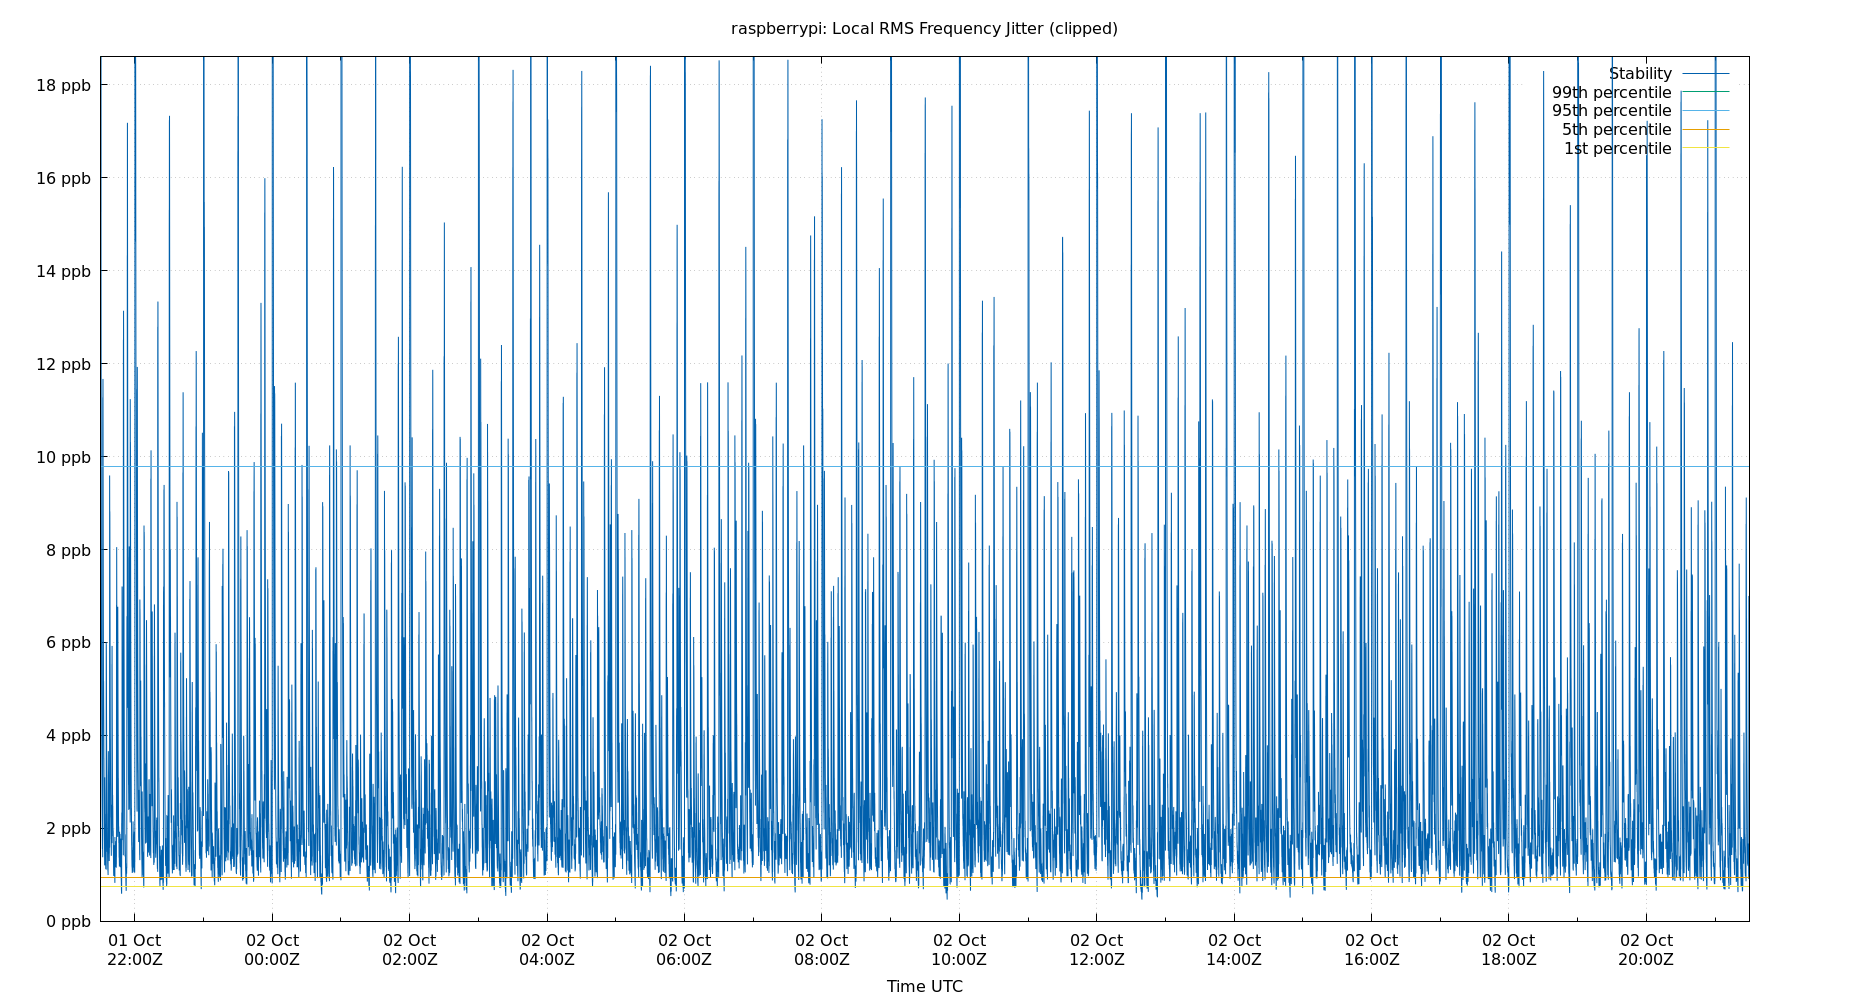 raspberrypi: Local RMS Frequency Jitter (clipped)
18 ppb
16 ppb
14 ppb
12 ppb
10 ppb
8 ppb
6 ppb
4 ppb
2 ppb
0 ppb
Stability
99th percentile
95th percentile
5th percentile
1st percentile
01 Oct 02 Oct 02 Oct 02 Oct 02 Oct 02 Oct 02 Oct 02 Oct 02 Oct 02 Oct 02 Oct 02 Oct
22:00Z 00:00Z 02:00Z 04:00Z 06:00Z 08:00Z 10:00Z 12:00Z 14:00Z 16:00Z 18:00Z 20:00Z
Time UTC